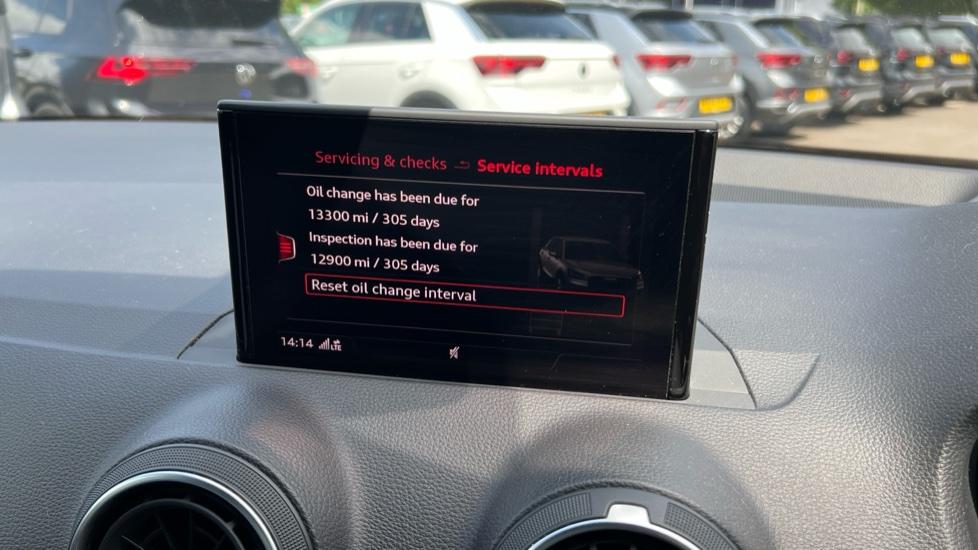 Servicing & checks Service intervals
Oil change has been due for
13300 mi / 305 days
Inspection has been due for
12900 mi / 305 days
Reset oil change interval
14:14 LTE